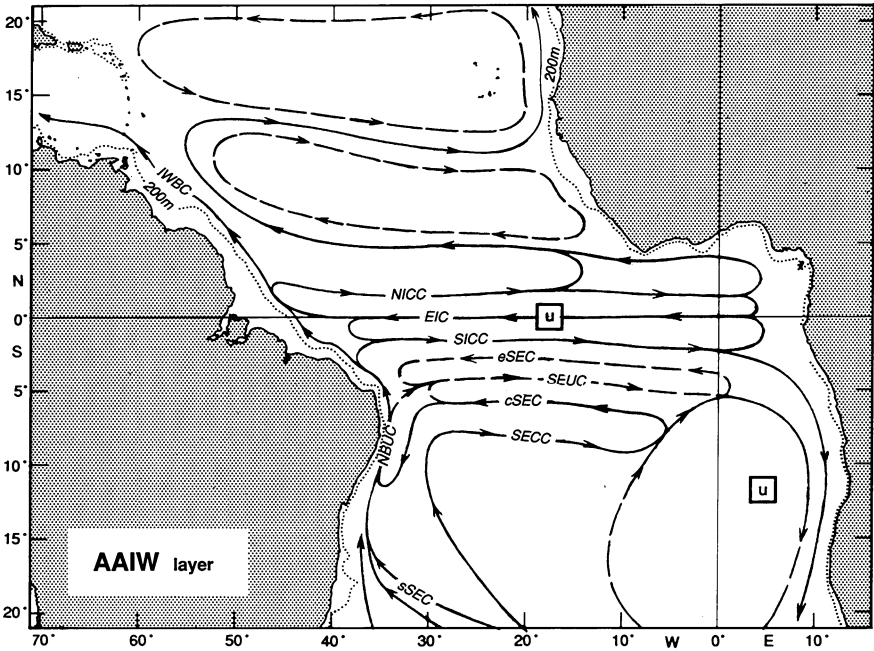 20°
15°
10°
5°
N
0°
S
5°
10°
15°
20°
200m
IWBC
200m
NICC
EIC
u
SICC
eSEC
SEUC
cSEC
SECC
NBUC
u
sSEC
AAIW layer
70° 60° 50° 40° 30° 20° 10° W 0° E 10°